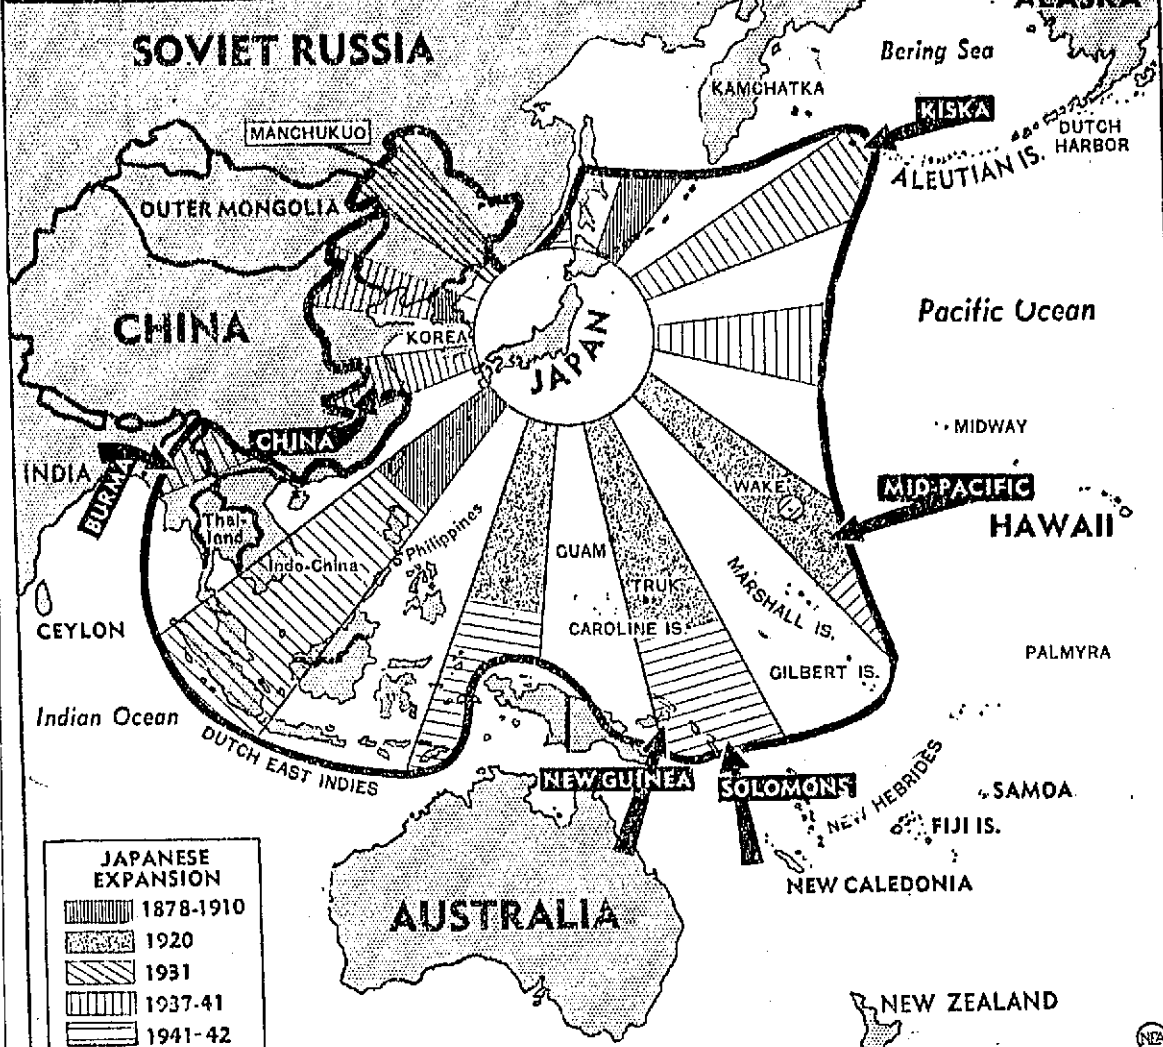 ALASKA
SOVIET RUSSIA
Bering Sea
KAMCHATKA
KISKA
MANCHUKUO
DUTCH
HARBOR
ALEUTIAN IS.
OUTER MONGOLIA
Pacific Ocean
CHINA
KOREA
JAPAN
MIDWAY
CHINA
INDIA
BURMA
WAKE
MID-PACIFIC
HAWAII
Thai-
land
Philippines
Indo-China
GUAM
TRUK
MARSHALL IS.
CEYLON
CAROLINE IS.
PALMYRA
GILBERT IS.
Indian Ocean
DUTCH EAST INDIES
NEW GUINEA
SOLOMONS
NEW HEBRIDES
SAMOA
FIJI IS.
JAPANESE
EXPANSION
NEW CALEDONIA
1878-1910
AUSTRALIA
1920
1931
1937-41
NEW ZEALAND
1941-42
NEA